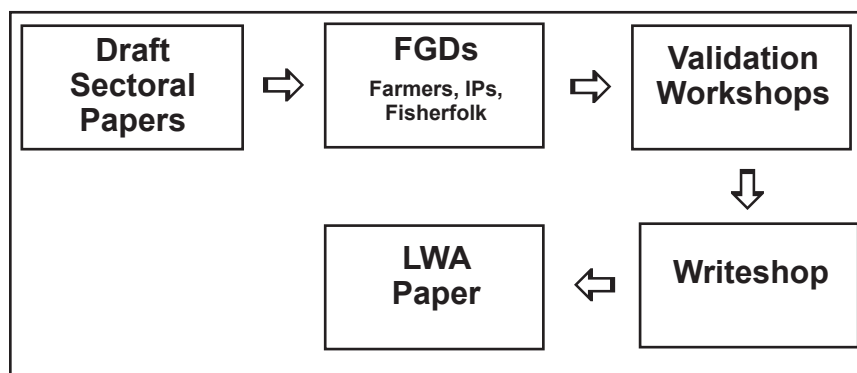 Draft
Sectoral
Papers
FGDs
Farmers, IPs,
Fisherfolk
Validation
Workshops
Writeshop
LWA
Paper